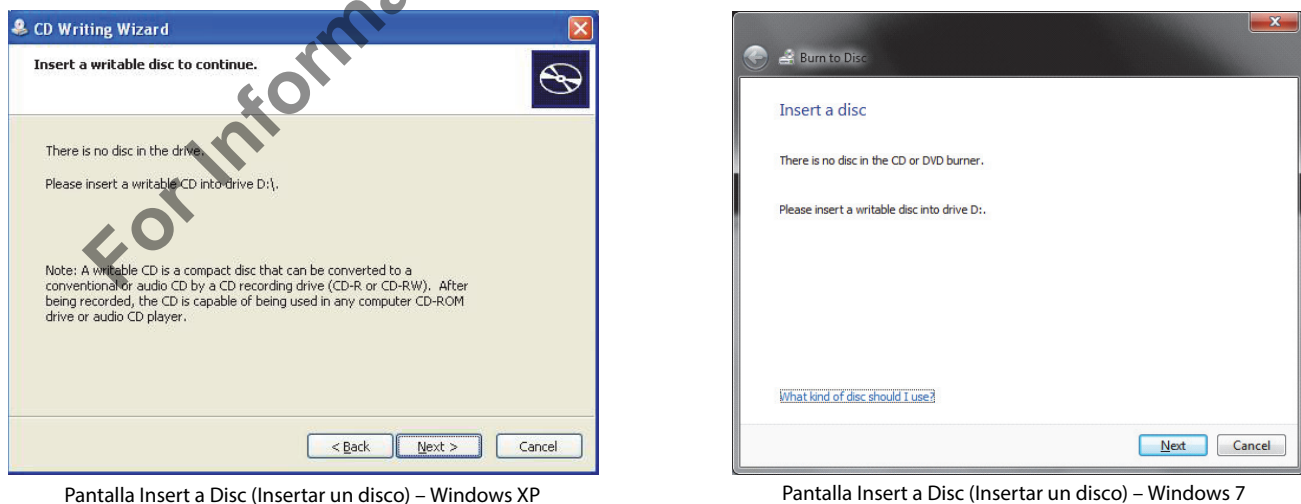 CD Writing Wizard
Insert a writable disc to continue.
There is no disc in the drive.
Please insert a writable CD into drive D:\.
Note: A writable CD is a compact disc that can be converted to a
conventional or audio CD by a CD recording drive (CD-R or CD-RW). After
being recorded, the CD is capable of being used in any computer CD-ROM
drive or audio CD player.
< Back
Next >
Cancel
Pantalla Insert a Disc (Insertar un disco) – Windows XP
Burn to Disc
Insert a disc
There is no disc in the CD or DVD burner.
Please insert a writable disc into drive D:.
What kind of disc should I use?
Next
Cancel
Pantalla Insert a Disc (Insertar un disco) – Windows 7
For